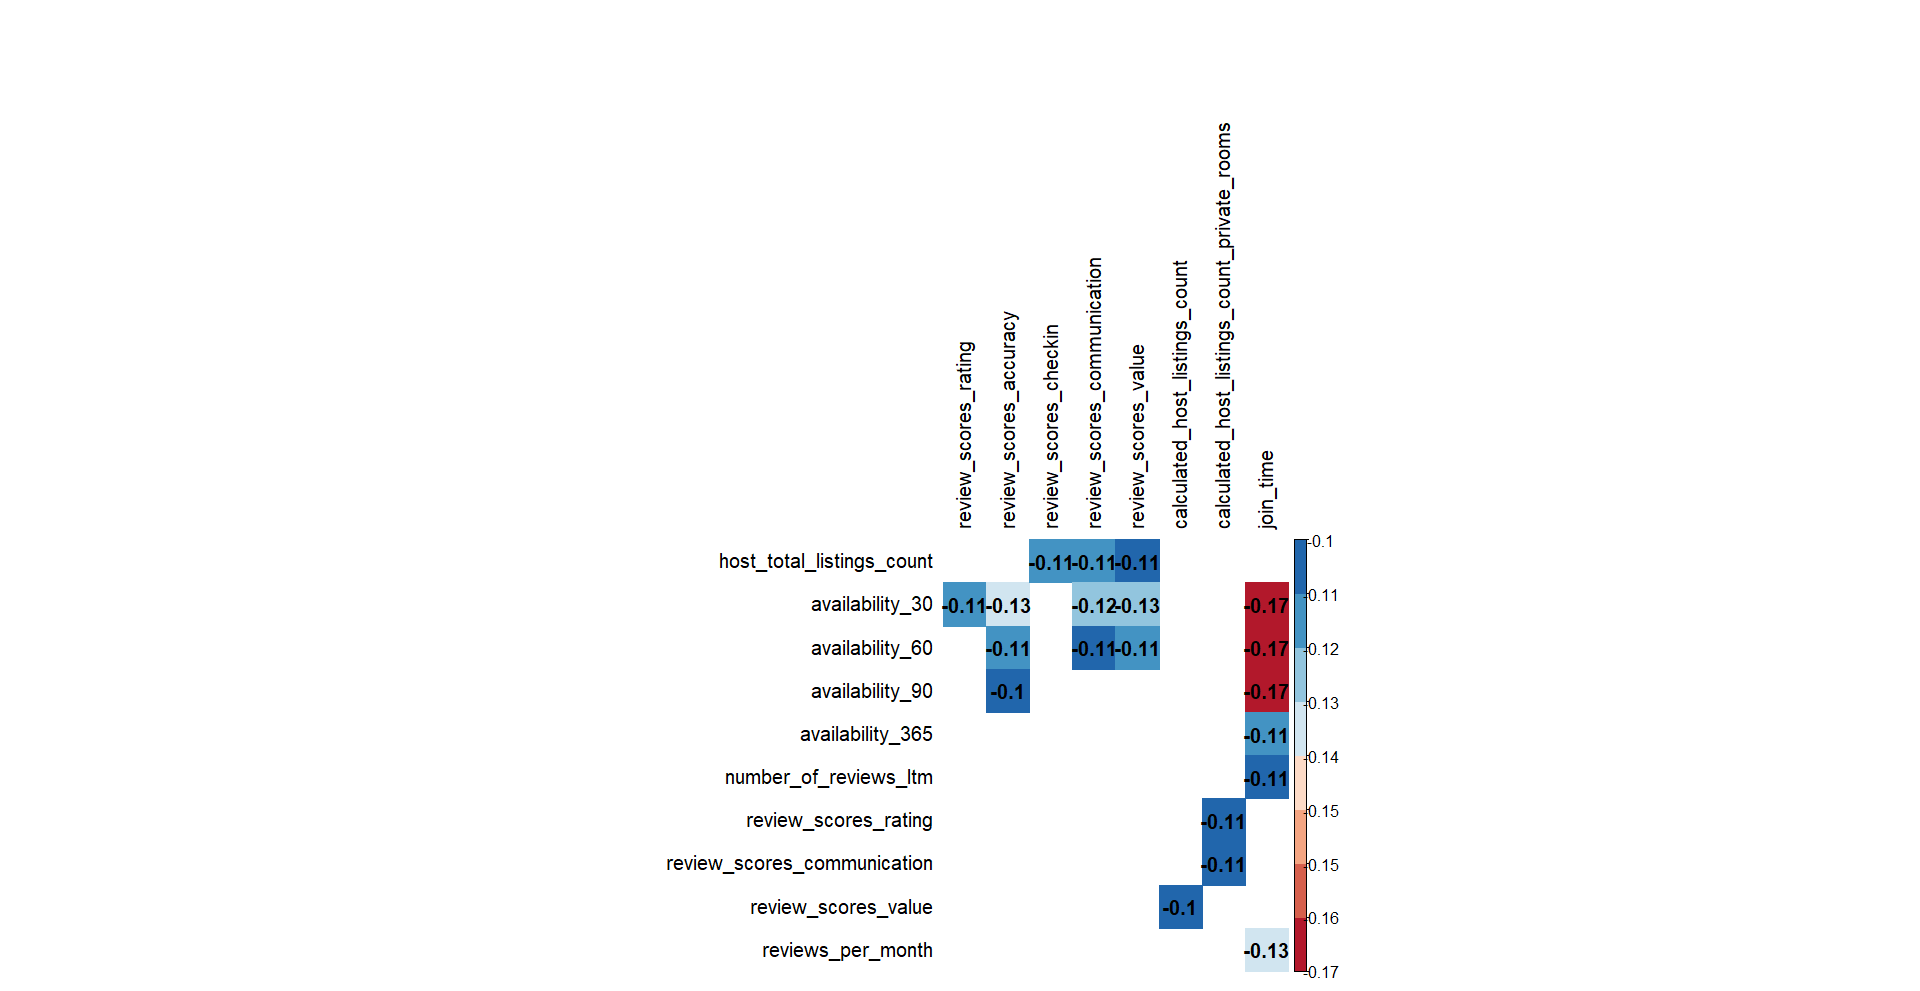 review_scores_rating
review_scores_accuracy
review_scores_checkin
review_scores_communication
review_scores_value
calculated_host_listings_count
calculated_host_listings_count_private_rooms
join_time
host_total_listings_count -0.11 -0.11 -0.11
availability_30 -0.11 -0.13 -0.12 -0.13 -0.17
availability_60 -0.11 -0.11 -0.11 -0.17
availability_90 -0.1 -0.17
availability_365 -0.11
number_of_reviews_ltm -0.11
review_scores_rating -0.11
review_scores_communication -0.11
review_scores_value -0.1
reviews_per_month -0.13
-0.1
-0.11
-0.12
-0.13
-0.14
-0.15
-0.15
-0.16
-0.17